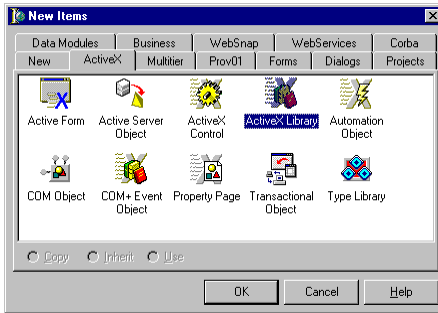 New Items
Data Modules Business WebSnap WebServices Corba
New ActiveX Multitier Prov01 Forms Dialogs Projects
Active Form Active Server Object ActiveX Control ActiveX Library Automation Object
COM Object COM+ Event Object Property Page Transactional Object Type Library
Copy Inherit Use
OK Cancel Help